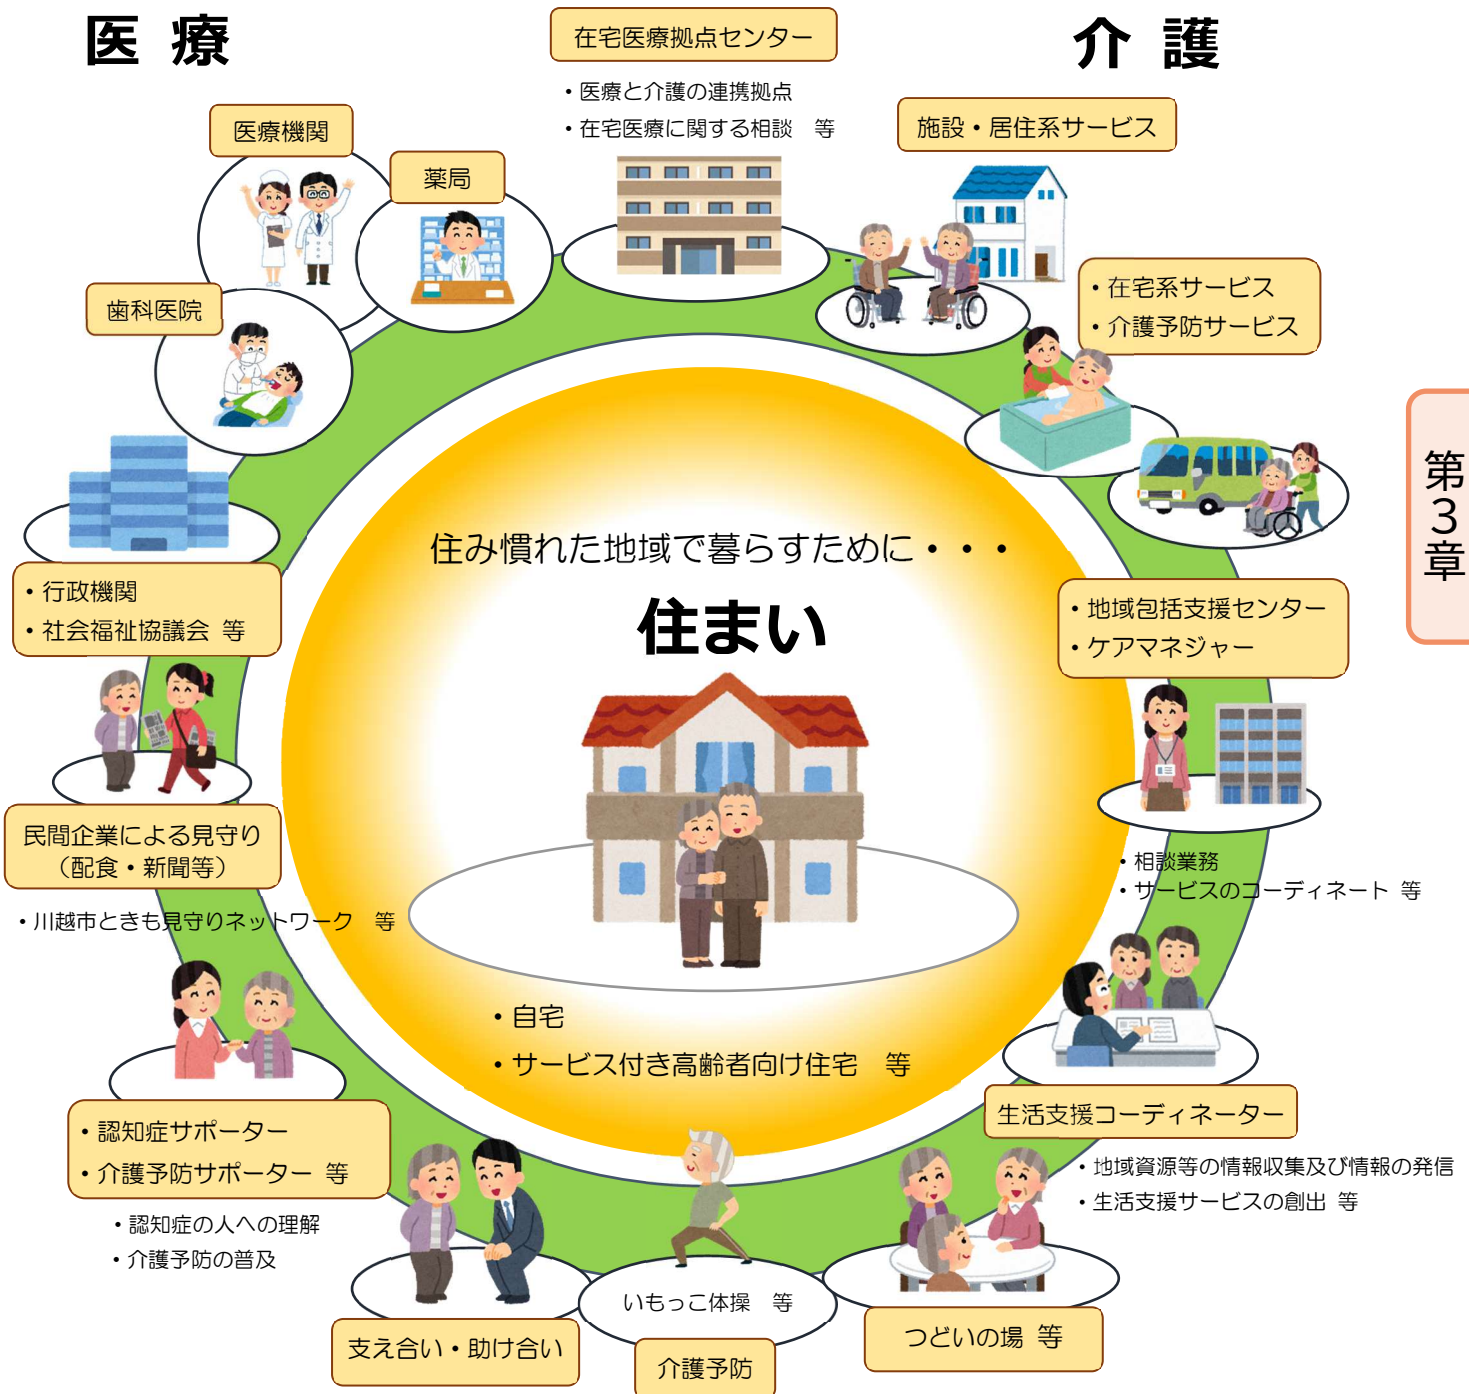 医 療
在宅医療拠点センター
・医療と介護の連携拠点
・在宅医療に関する相談　等
介 護
医療機関
薬局
歯科医院
施設・居住系サービス
・在宅系サービス
・介護予防サービス
第３章
・行政機関
・社会福祉協議会 等
住み慣れた地域で暮らすために・・・
住まい
・地域包括支援センター
・ケアマネジャー
民間企業による見守り
（配食・新聞等）
・川越市ときも見守りネットワーク　等
・相談業務
・サービスのコーディネート 等
・自宅
・サービス付き高齢者向け住宅　等
・認知症サポーター
・介護予防サポーター 等
・認知症の人への理解
・介護予防の普及
生活支援コーディネーター
・地域資源等の情報収集及び情報の発信
・生活支援サービスの創出 等
支え合い・助け合い
いもっこ体操　等
介護予防
つどいの場 等